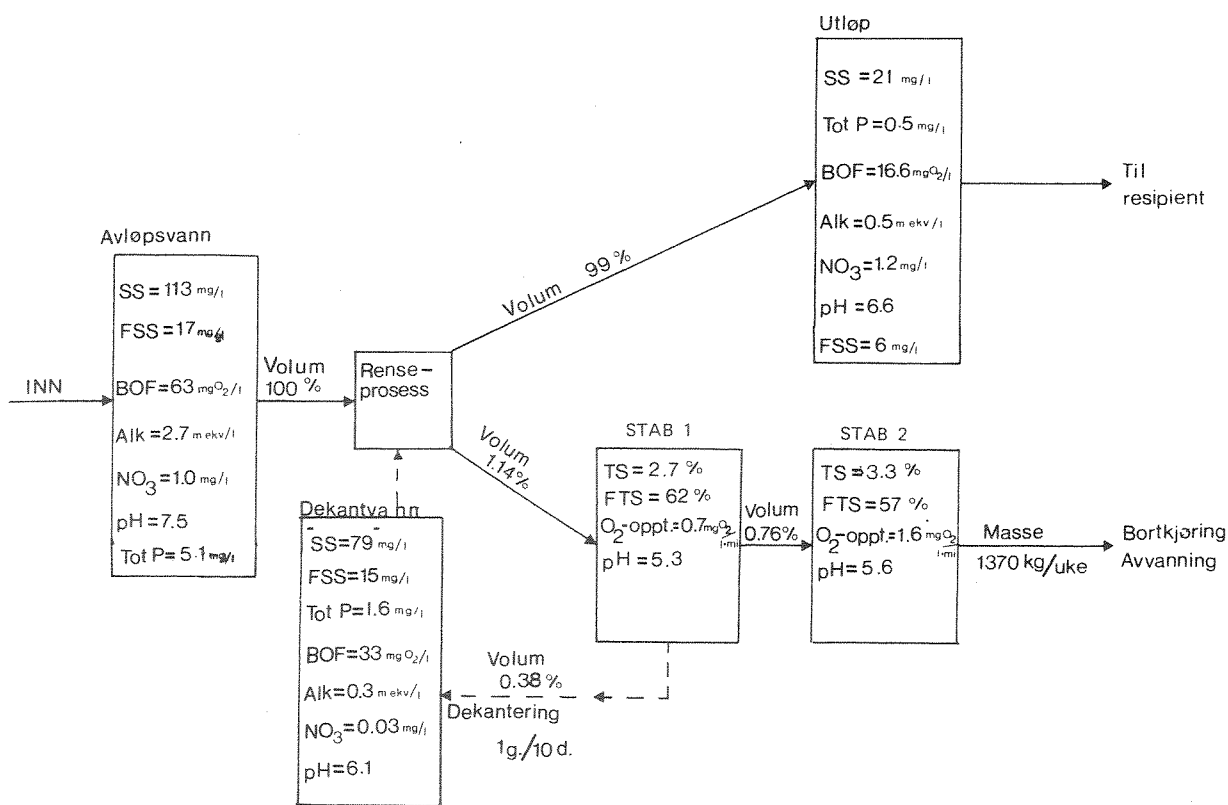 Utløp
SS = 21 mg/l
Tot P = 0.5 mg/l
BOF = 16.6 mgO2/l
Alk = 0.5 m ekv/l
NO3 = 1.2 mg/l
pH = 6.6
FSS = 6 mg/l
Til
resipient
Avløpsvann
SS = 113 mg/l
FSS = 17 mg/l
BOF = 63 mgO2/l
Alk = 2.7 m ekv/l
NO3 = 1.0 mg/l
pH = 7.5
Tot P = 5.1 mg/l
INN
Volum
100 %
Rense-
prosess
Volum 99 %
Volum
1.14%
STAB 1
TS = 2.7 %
FTS = 62 %
O2-oppt. = 0.7 mgO2/l·mi
pH = 5.3
Volum
0.76%
STAB 2
TS = 3.3 %
FTS = 57 %
O2-oppt. = 1.6 mgO2/l·mi
pH = 5.6
Masse
1370 kg/uke
Bortkjøring
Avvanning
Dekantvann
SS = 79 mg/l
FSS = 15 mg/l
Tot P = 1.6 mg/l
BOF = 33 mgO2/l
Alk = 0.3 m ekv/l
NO3 = 0.03 mg/l
pH = 6.1
Volum
0.38 %
Dekantering
1g./10 d.